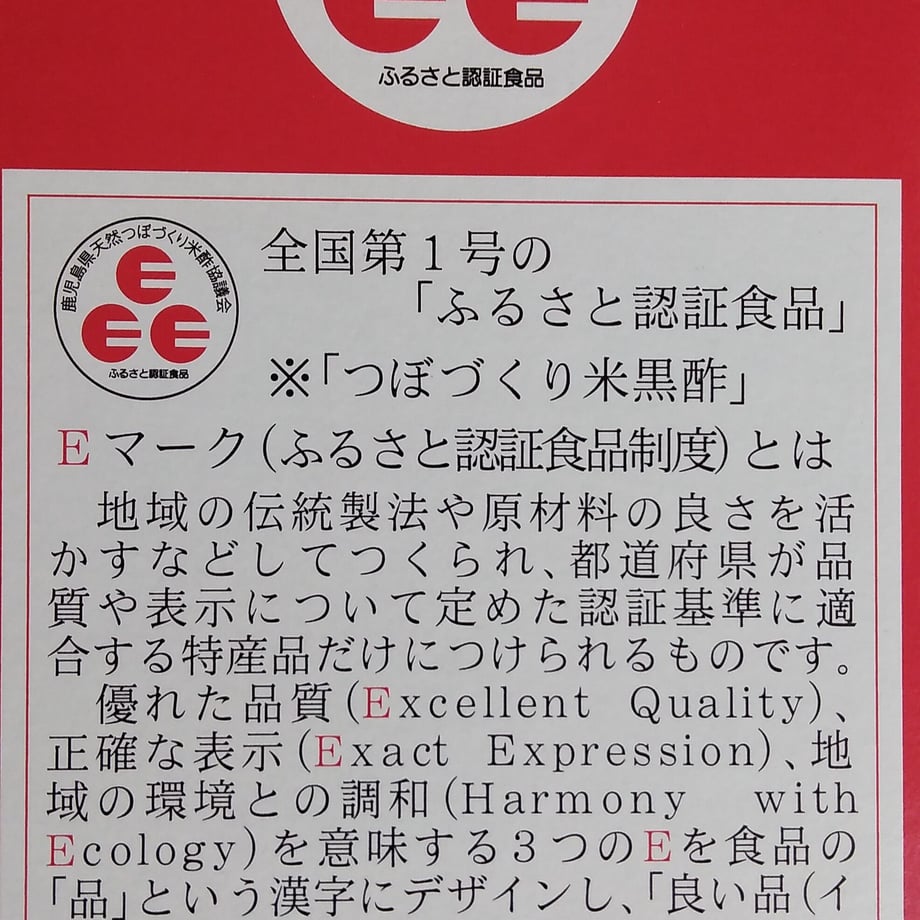 ふるさと認証食品
鹿児島県天然つぼづくり米酢協議会
E
E E
ふるさと認証食品
全国第1号の
「ふるさと認証食品」
※「つぼづくり米黒酢」
Eマーク(ふるさと認証食品制度)とは
地域の伝統製法や原材料の良さを活
かすなどしてつくられ、都道府県が品
質や表示について定めた認証基準に適
合する特産品だけにつけられるものです。
優れた品質(Excellent Quality)、
正確な表示(Exact Expression)、地
域の環境との調和(Harmony with
Ecology)を意味する3つのEを食品の
「品」という漢字にデザインし、「良い品(イ